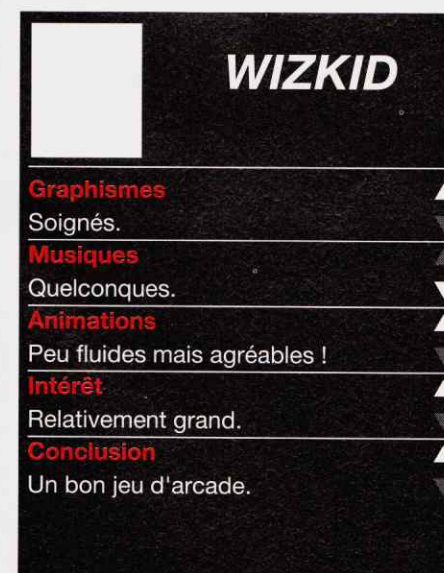 WIZKID
Graphismes
Soignés.
Musiques
Quelconques.
Animations
Peu fluides mais agréables !
Intérêt
Relativement grand.
Conclusion
Un bon jeu d'arcade.